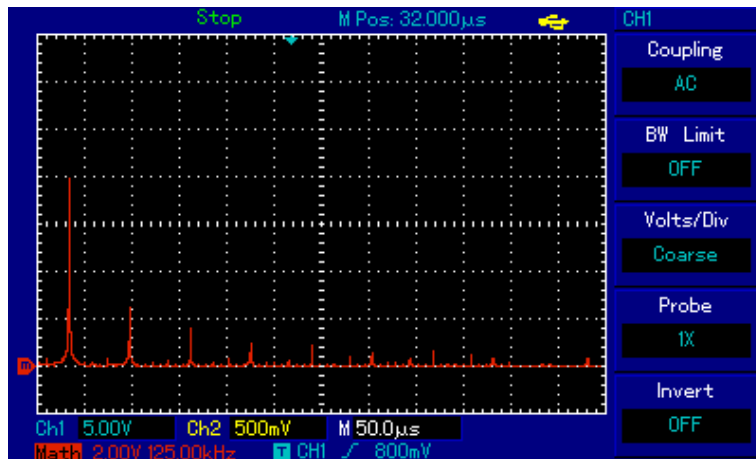 Stop M Pos: 32.000µs CH1
Coupling
AC
BW Limit
OFF
Volts/Div
Coarse
Probe
1X
Invert
OFF
m
Ch1 5.00V Ch2 500mV M 50.0µs
Math 2.00V 125.00kHz T CH1 800mV